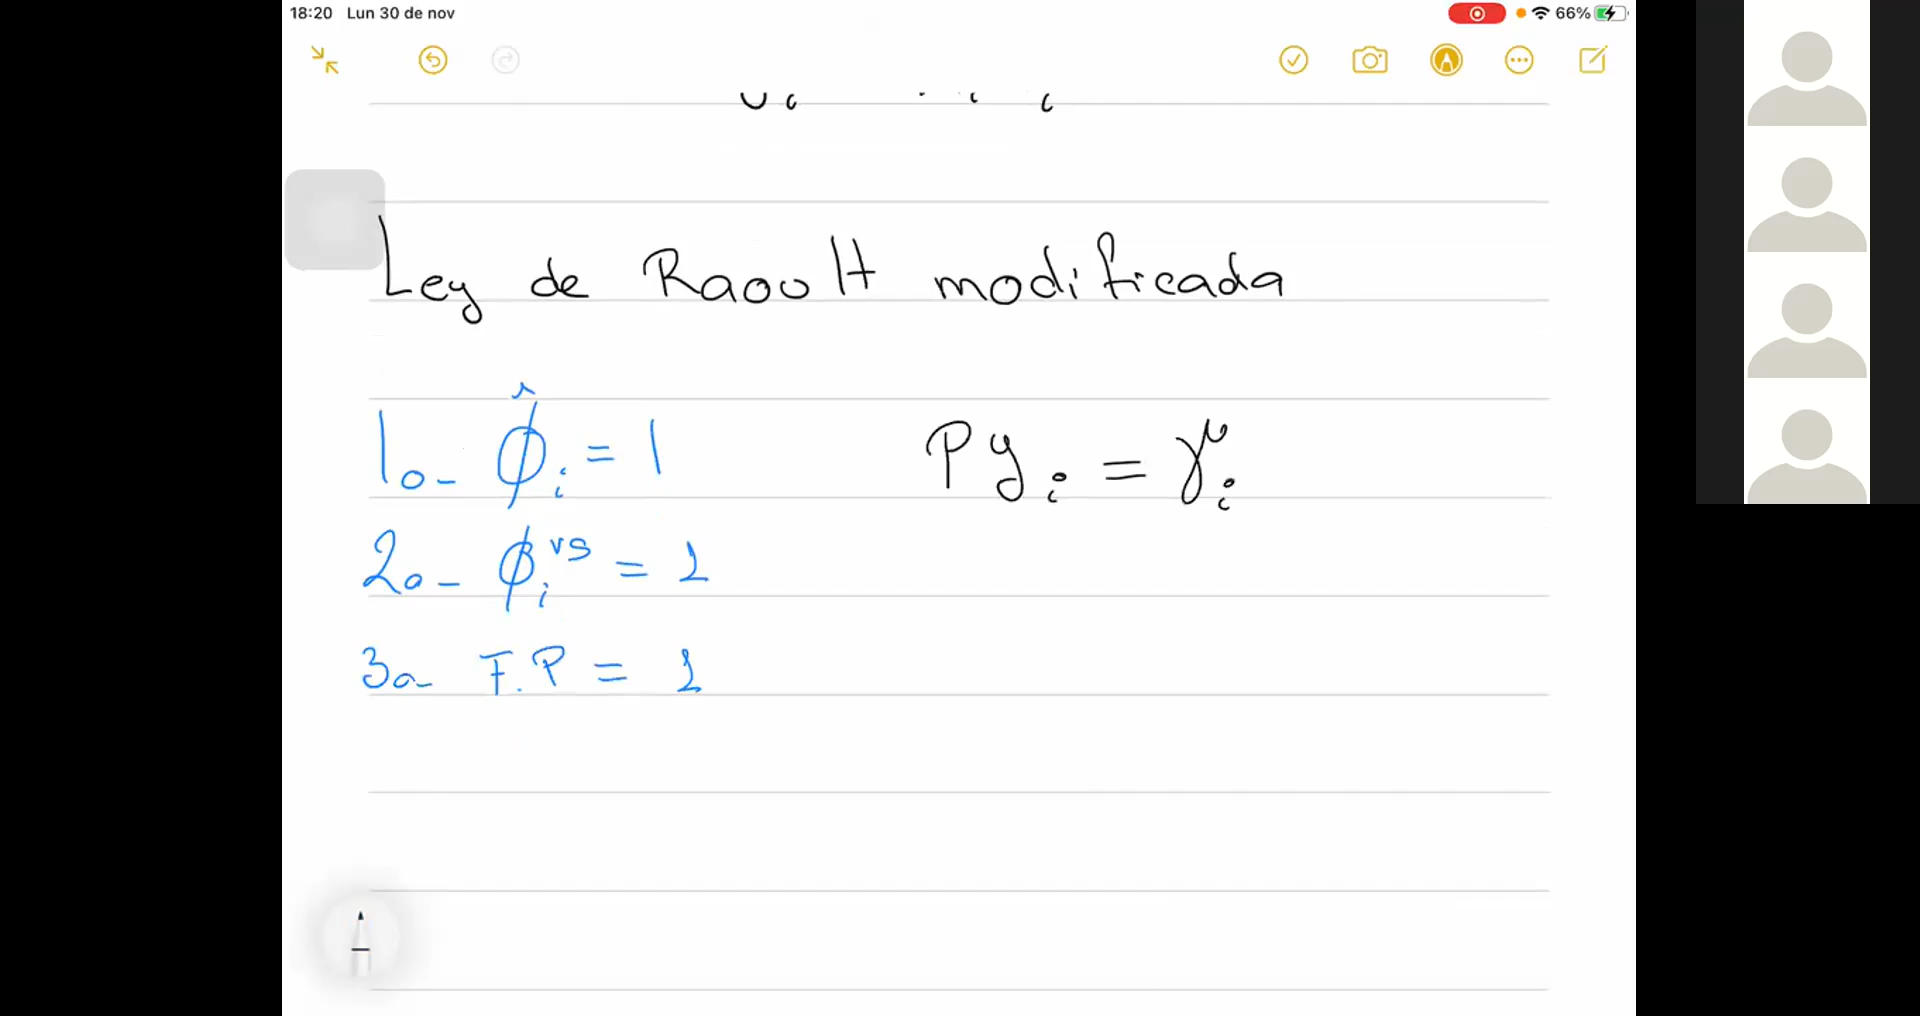 18:20 Lun 30 de nov 66%
Ley de Raoult modificada
1o- ϕ̂i = 1
P yi = γi
2o- ϕi^vs = 1
3o- F.P = 1